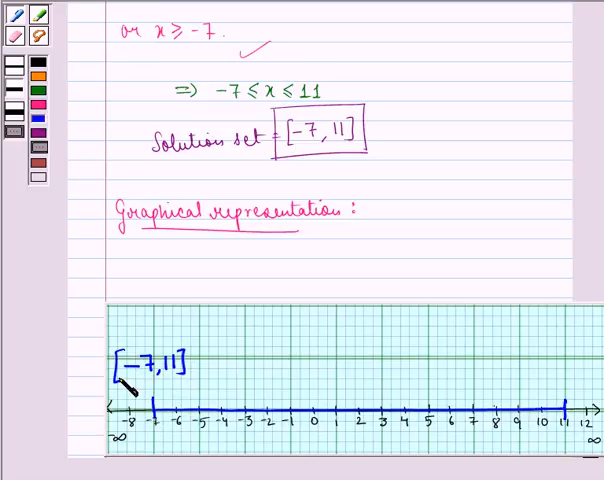 or x ≥ -7.
⇒ -7 ≤ x ≤ 11
Solution set = [-7, 11]
Graphical representation :
[-7, 11]
-8 -7 -6 -5 -4 -3 -2 -1 0 1 2 3 4 5 6 7 8 9 10 11 12
-∞ ∞